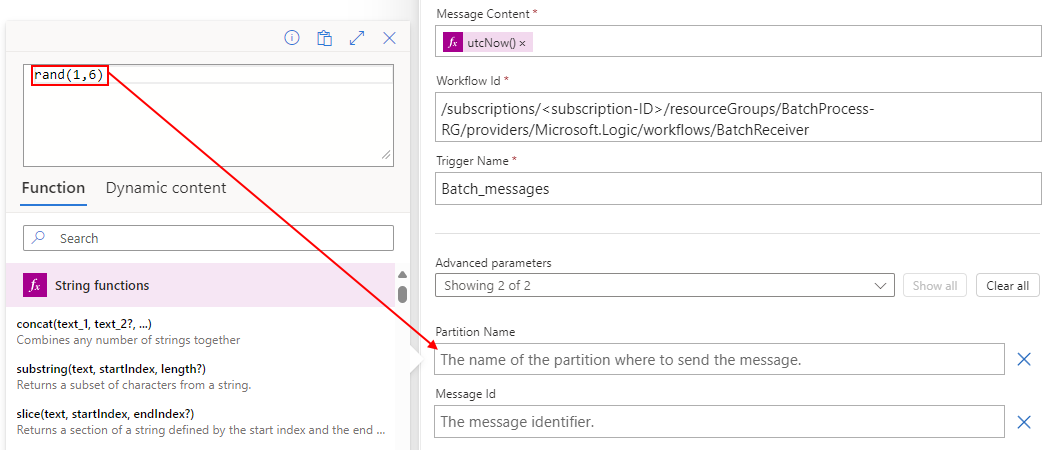 rand(1,6)
Function
Dynamic content
Search
fx
String functions
concat(text_1, text_2?, ...)
Combines any number of strings together
substring(text, startIndex, length?)
Returns a subset of characters from a string.
slice(text, startIndex, endIndex?)
Returns a section of a string defined by the start index and the end ...
Message Content *
fx utcNow() ×
Workflow Id *
/subscriptions/<subscription-ID>/resourceGroups/BatchProcess-
RG/providers/Microsoft.Logic/workflows/BatchReceiver
Trigger Name *
Batch_messages
Advanced parameters
Showing 2 of 2
Show all
Clear all
Partition Name
The name of the partition where to send the message.
Message Id
The message identifier.